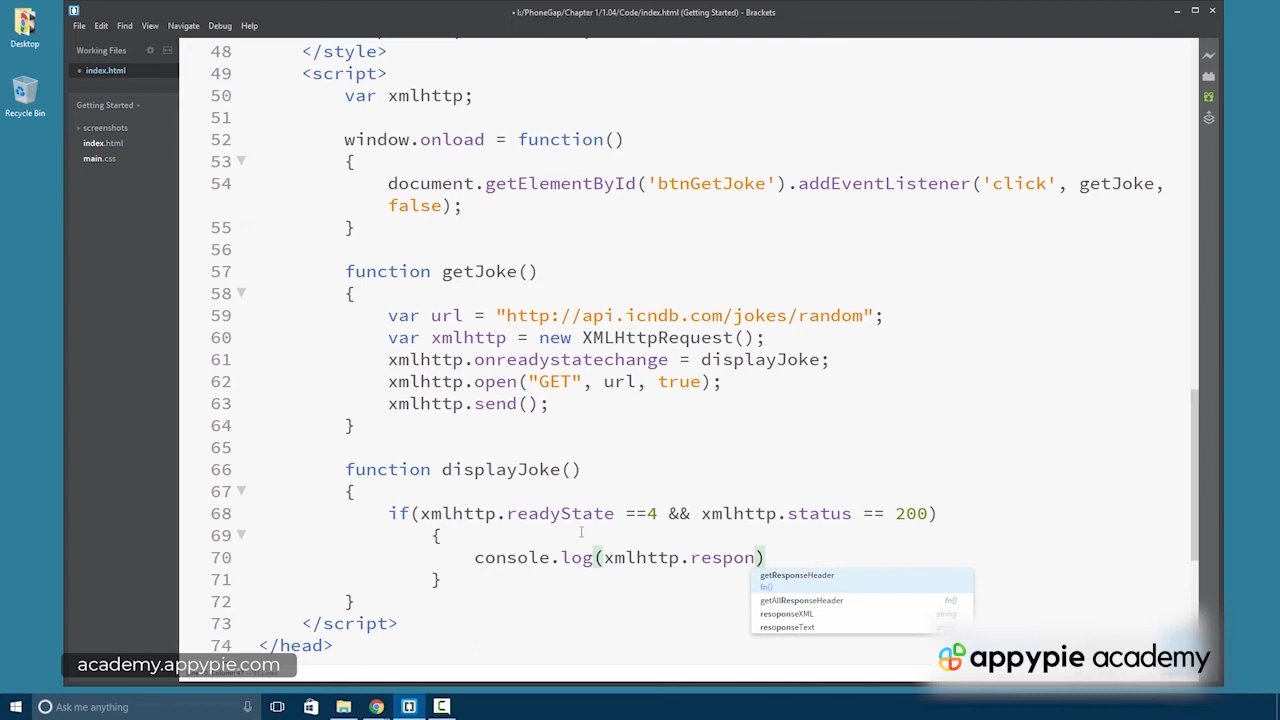 • I:/PhoneGap/Chapter 1/1.04/Code/index.html (Getting Started) - Brackets
Desktop
Recycle Bin
File Edit Find View Navigate Debug Help
Working Files
• index.html
Getting Started
screenshots
index.html
main.css
48 </style>
49 <script>
50 var xmlhttp;
51
52 window.onload = function()
53 {
54 document.getElementById('btnGetJoke').addEventListener('click', getJoke,
false);
55 }
56
57 function getJoke()
58 {
59 var url = "http://api.icndb.com/jokes/random";
60 var xmlhttp = new XMLHttpRequest();
61 xmlhttp.onreadystatechange = displayJoke;
62 xmlhttp.open("GET", url, true);
63 xmlhttp.send();
64 }
65
66 function displayJoke()
67 {
68 if(xmlhttp.readyState ==4 && xmlhttp.status == 200)
69 {
70 console.log(xmlhttp.respon)
71 }
72 }
73 </script>
74 </head>
getResponseHeader
fn()
getAllResponseHeader fn()
resoponseXML string
resoponseText
academy.appypie.com
appypie academy
Ask me anything